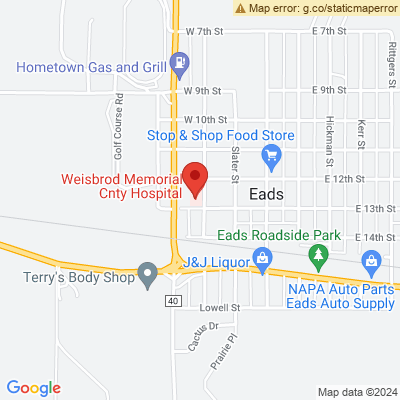 Map error: g.co/staticmaperror
W 7th St
E 7th St
Rittgers St
Hometown Gas and Grill
W 9th St
E 9th St
Golf Course Rd
W 10th St
Hickman St
Kerr St
Stop & Shop Food Store
Slater St
Weisbrod Memorial
Cnty Hospital
E 12th St
Eads
E 13th St
Eads Roadside Park
E 14th St
J&J Liquor
Terry's Body Shop
NAPA Auto Parts
Eads Auto Supply
40
Lowell St
Cactus Dr
Prairie Pl
Google
Map data ©2024